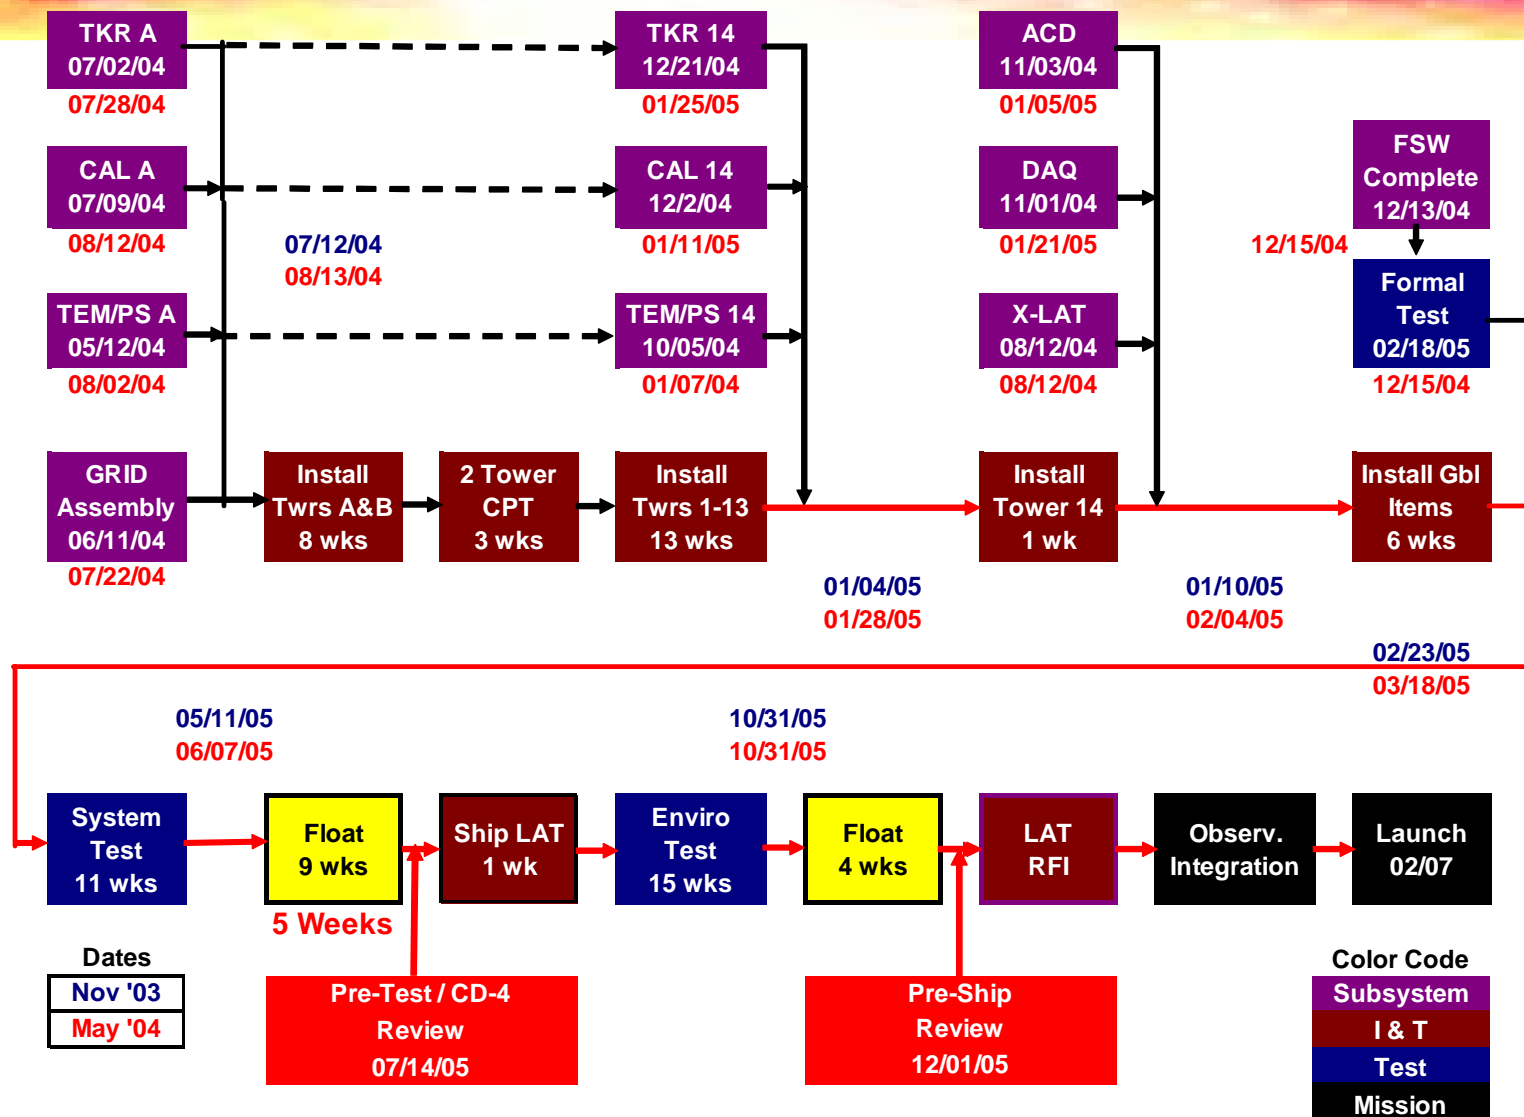 TKR A
07/02/04
07/28/04
TKR 14
12/21/04
01/25/05
ACD
11/03/04
01/05/05
CAL A
07/09/04
08/12/04
CAL 14
12/2/04
01/11/05
DAQ
11/01/04
01/21/05
FSW
Complete
12/13/04
12/15/04
07/12/04
08/13/04
TEM/PS A
05/12/04
08/02/04
TEM/PS 14
10/05/04
01/07/04
X-LAT
08/12/04
08/12/04
Formal
Test
02/18/05
12/15/04
GRID
Assembly
06/11/04
07/22/04
Install
Twrs A&B
8 wks
2 Tower
CPT
3 wks
Install
Twrs 1-13
13 wks
Install
Tower 14
1 wk
Install Gbl
Items
6 wks
01/04/05
01/28/05
01/10/05
02/04/05
02/23/05
03/18/05
05/11/05
06/07/05
10/31/05
10/31/05
System
Test
11 wks
Float
9 wks
5 Weeks
Ship LAT
1 wk
Enviro
Test
15 wks
Float
4 wks
LAT
RFI
Observ.
Integration
Launch
02/07
Dates
Nov '03
May '04
Pre-Test / CD-4
Review
07/14/05
Pre-Ship
Review
12/01/05
Color Code
Subsystem
I & T
Test
Mission